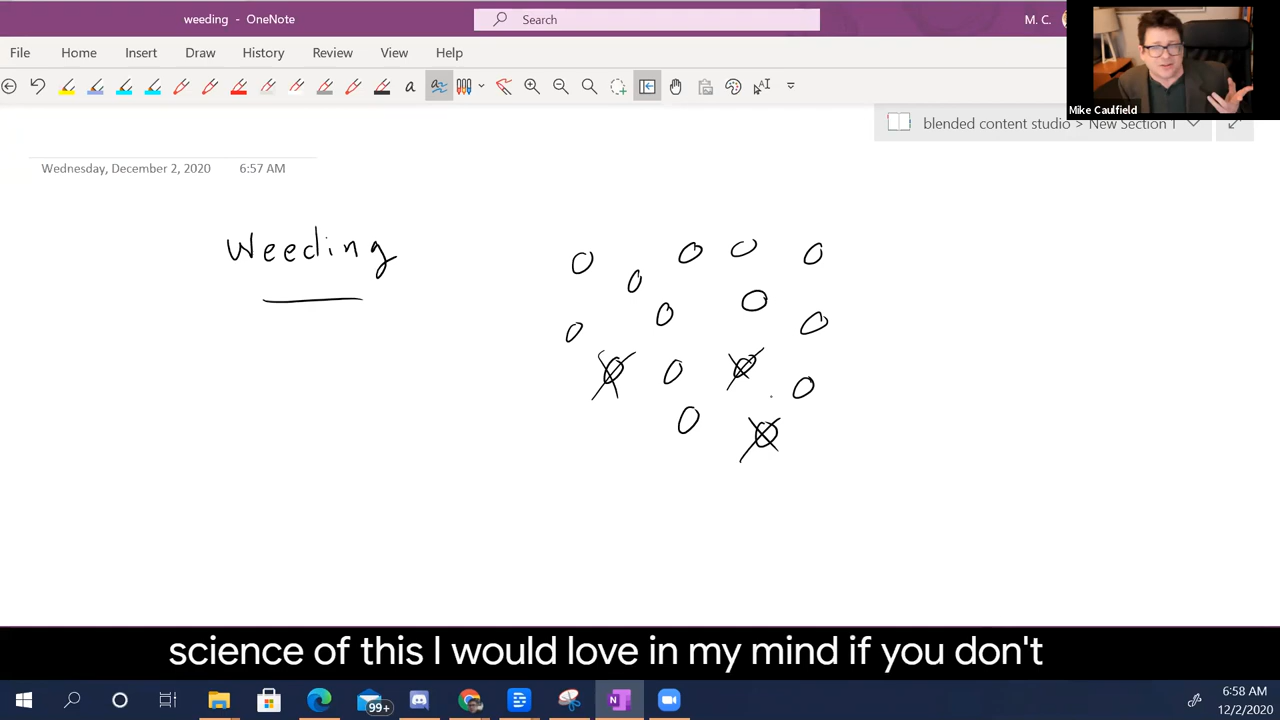 weeding - OneNote
Search
M. C.
File Home Insert Draw History Review View Help
Mike Caulfield
blended content studio > New Section 1
Wednesday, December 2, 2020 6:57 AM
Weeding
science of this I would love in my mind if you don't
99+
6:58 AM
12/2/2020